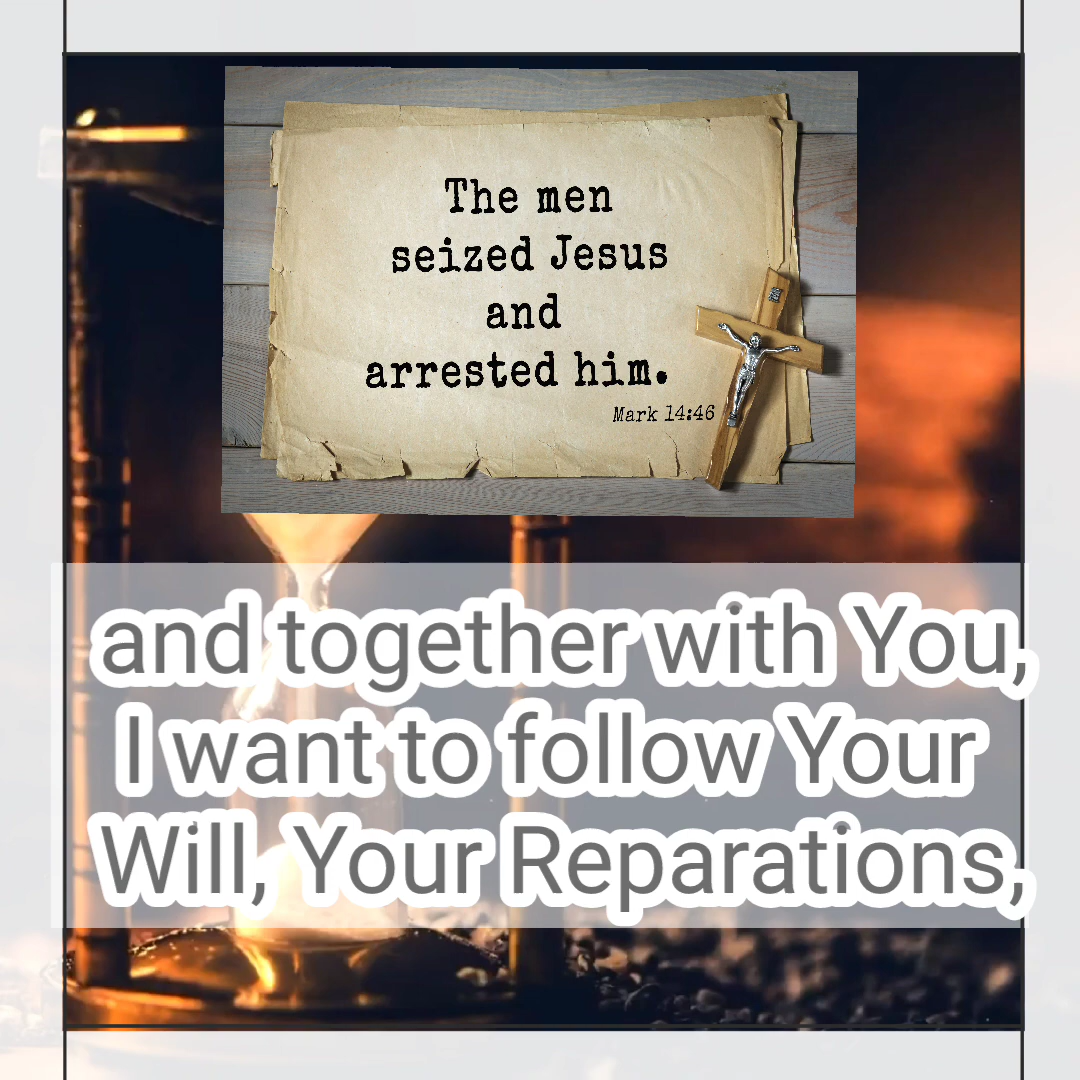 The men
seized Jesus
and
arrested him.
Mark 14:46
and together with You,
I want to follow Your
Will, Your Reparations,